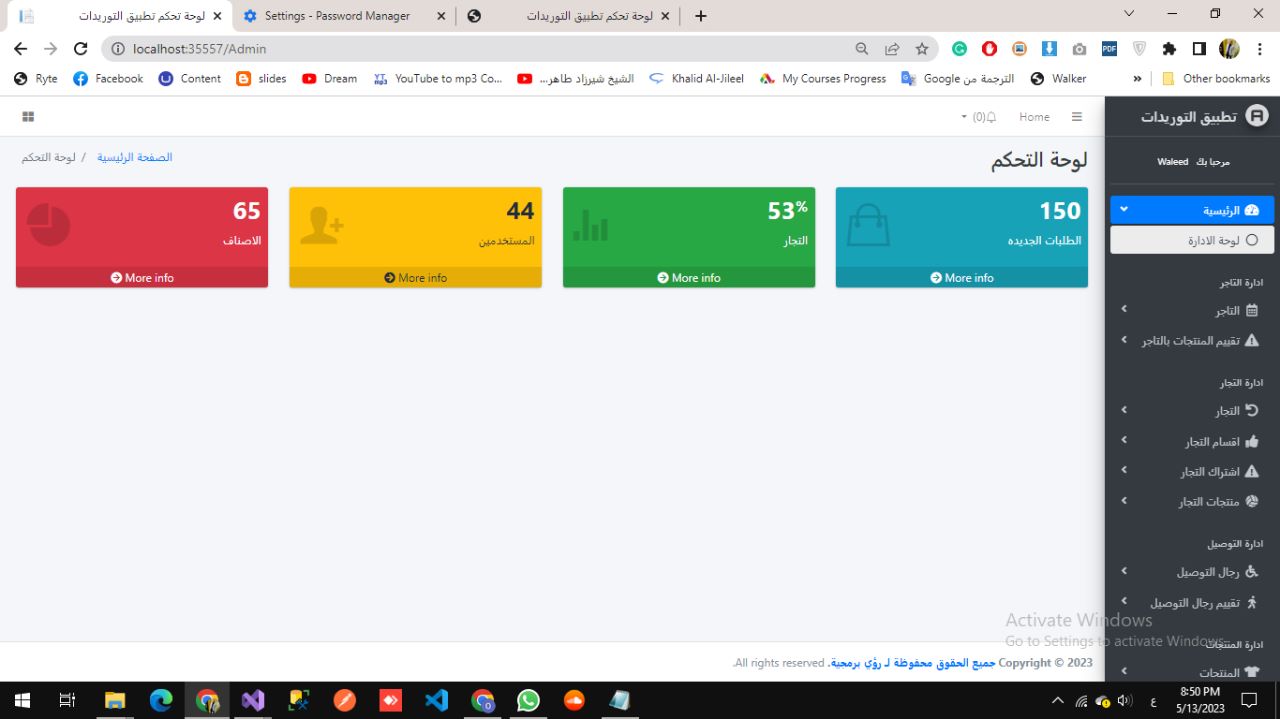 لوحة تحكم تطبيق التوريدات
Settings - Password Manager
لوحة تحكم تطبيق التوريدات
localhost:35557/Admin
Ryte
Facebook
Content
slides
Dream
YouTube to mp3 Co...
الشيخ شيرزاد طاهر...
Khalid Al-Jileel
My Courses Progress
الترجمة من Google
Walker
»
Other bookmarks
تطبيق التوريدات
Home
(0)
مرحبا بك Waleed
لوحة التحكم
الصفحة الرئيسية / لوحة التحكم
150
الطلبات الجديده
More info
53%
التجار
More info
44
المستخدمين
More info
65
الاصناف
More info
الرئيسية
لوحة الادارة
ادارة التاجر
التاجر
تقييم المنتجات بالتاجر
ادارة التجار
التجار
اقسام التجار
اشتراك التجار
منتجات التجار
ادارة التوصيل
رجال التوصيل
تقييم رجال التوصيل
ادارة المنتجات
المنتجات
Activate Windows
Go to Settings to activate Windows.
Copyright © 2023 جميع الحقوق محفوظة لـ رؤي برمجية. All rights reserved.
PDF
ع
8:50 PM
5/13/2023